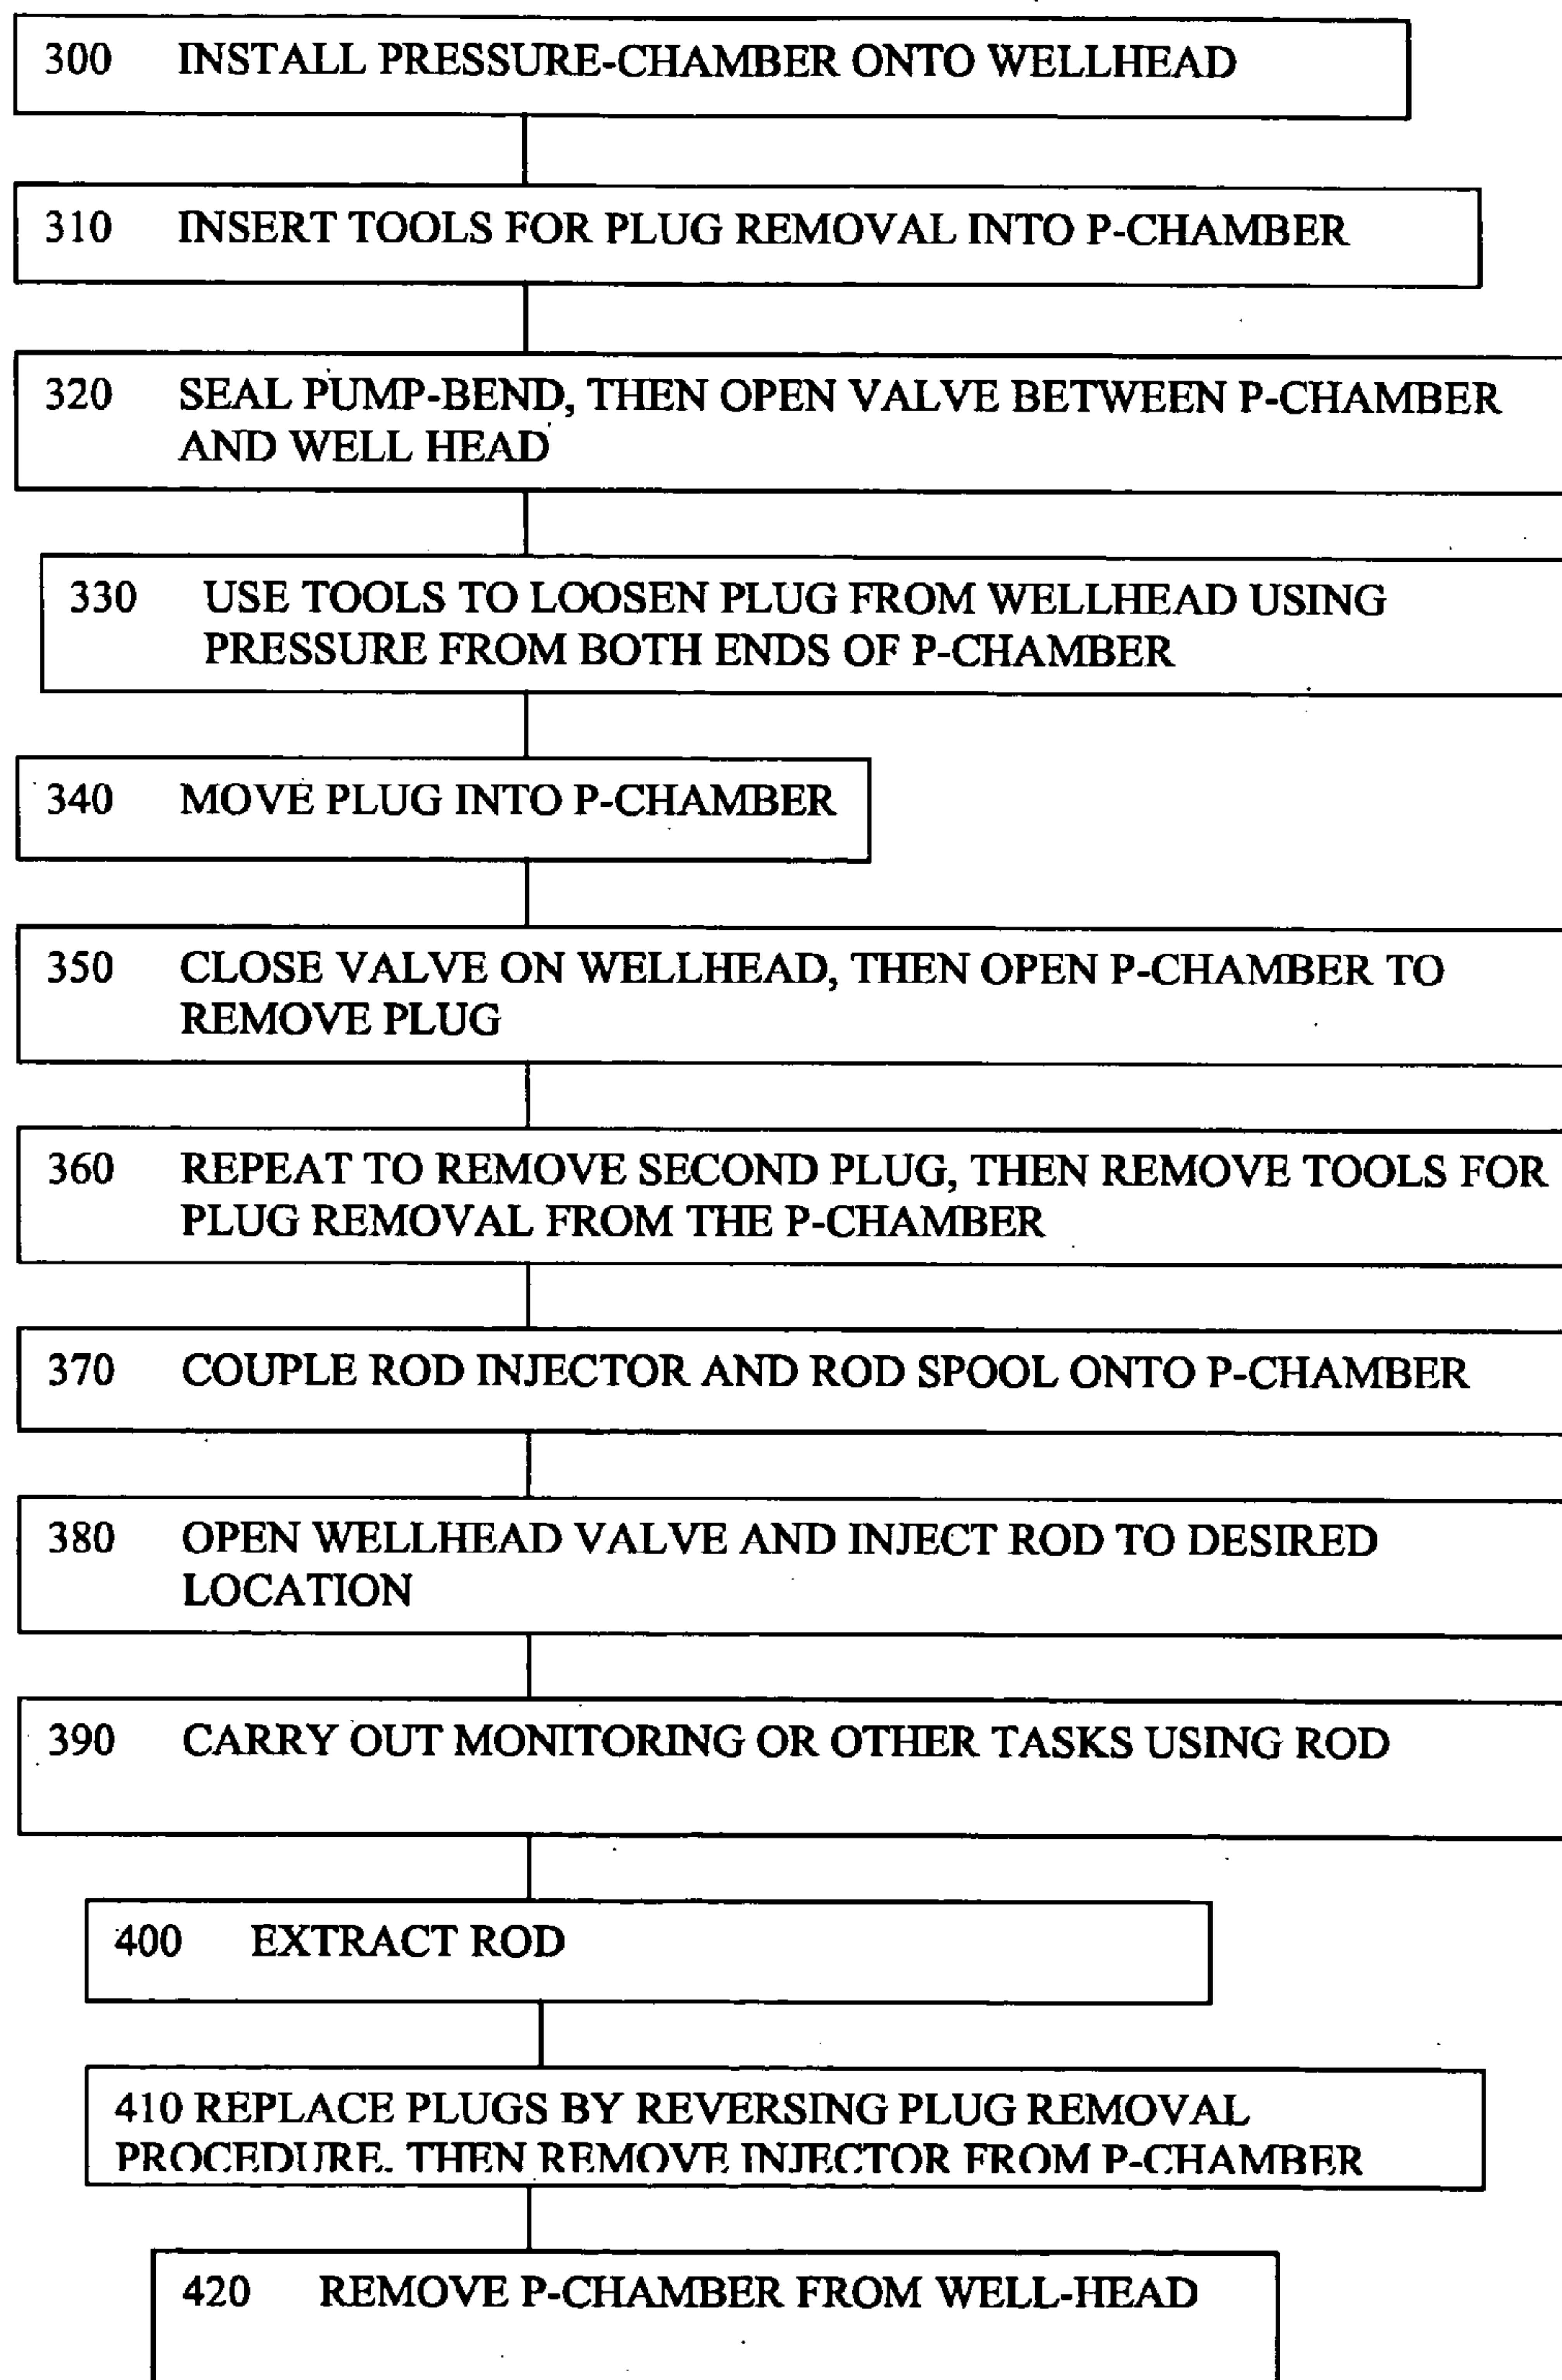 300 INSTALL PRESSURE-CHAMBER ONTO WELLHEAD
310 INSERT TOOLS FOR PLUG REMOVAL INTO P-CHAMBER
320 SEAL PUMP-BEND, THEN OPEN VALVE BETWEEN P-CHAMBER
AND WELL HEAD
330 USE TOOLS TO LOOSEN PLUG FROM WELLHEAD USING
PRESSURE FROM BOTH ENDS OF P-CHAMBER
340 MOVE PLUG INTO P-CHAMBER
350 CLOSE VALVE ON WELLHEAD, THEN OPEN P-CHAMBER TO
REMOVE PLUG
360 REPEAT TO REMOVE SECOND PLUG, THEN REMOVE TOOLS FOR
PLUG REMOVAL FROM THE P-CHAMBER
370 COUPLE ROD INJECTOR AND ROD SPOOL ONTO P-CHAMBER
380 OPEN WELLHEAD VALVE AND INJECT ROD TO DESIRED
LOCATION
390 CARRY OUT MONITORING OR OTHER TASKS USING ROD
400 EXTRACT ROD
410 REPLACE PLUGS BY REVERSING PLUG REMOVAL
PROCEDURE. THEN REMOVE INJECTOR FROM P-CHAMBER
420 REMOVE P-CHAMBER FROM WELL-HEAD